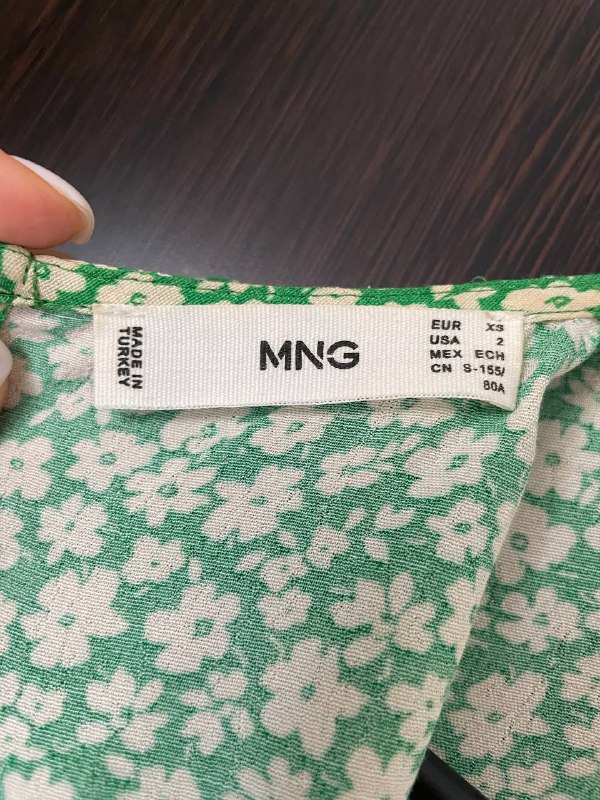 MADE IN
TURKEY
MNG
EUR XS
USA 2
MEX ECH
CN S-155/
80A